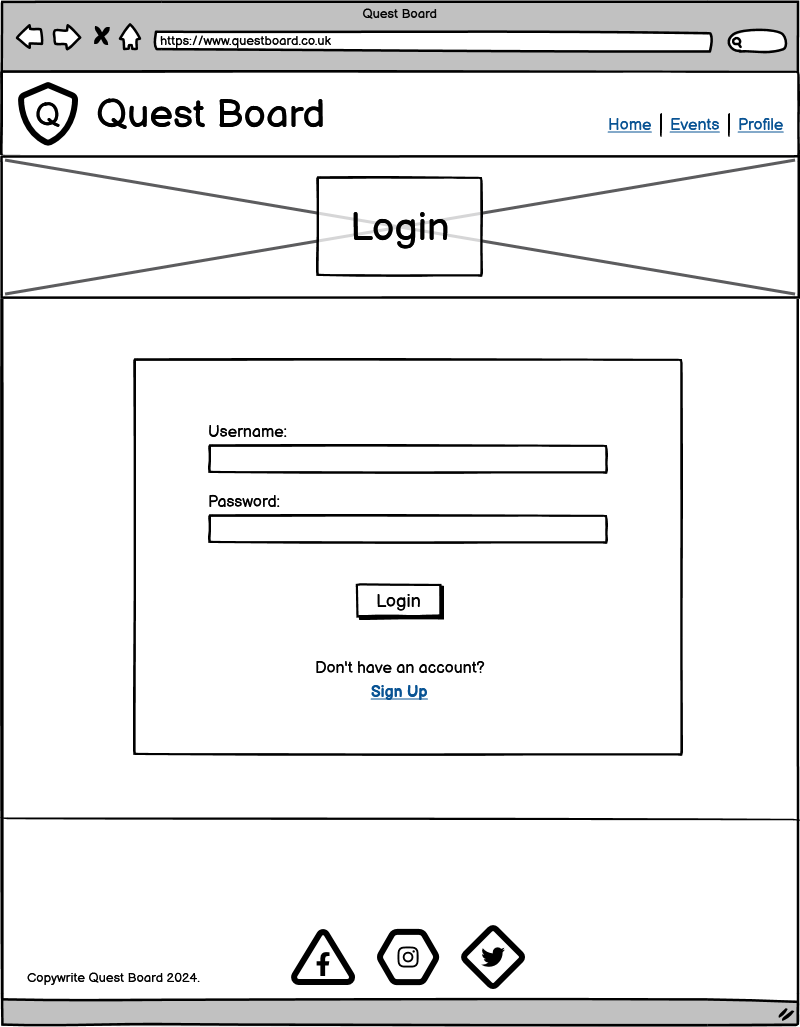 Quest Board
https://www.questboard.co.uk
Q Quest Board
Home | Events | Profile
Login
Username:
Password:
Login
Don't have an account?
Sign Up
Copywrite Quest Board 2024.